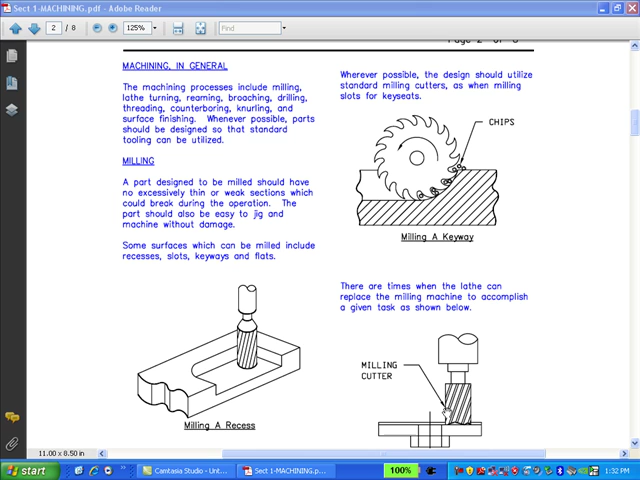 Sect 1-MACHINING.pdf - Adobe Reader
2 / 8 125% Find
MACHINING, IN GENERAL
The machining processes include milling,
lathe turning, reaming, broaching, drilling,
threading, counterboring, knurling, and
surface finishing. Whenever possible, parts
should be designed so that standard
tooling can be utilized.
MILLING
A part designed to be milled should have
no excessively thin or weak sections which
could break during the operation. The
part should also be easy to jig and
machine without damage.
Some surfaces which can be milled include
recesses, slots, keyways and flats.
Milling A Recess
Wherever possible, the design should utilize
standard milling cutters, as when milling
slots for keyseats.
CHIPS
Milling A Keyway
There are times when the lathe can
replace the milling machine to accomplish
a given task as shown below.
MILLING
CUTTER
11.00 x 8.50 in
start
Camtasia Studio - Unt...
Sect 1-MACHINING.p...
100%
1:32 PM